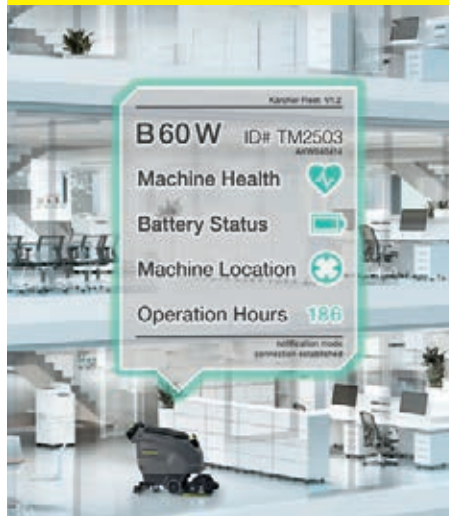 Kärcher Fleet V1.2
B 60 W ID# TM2503
Machine Health
Battery Status
Machine Location
Operation Hours 186
notification mode
connection established